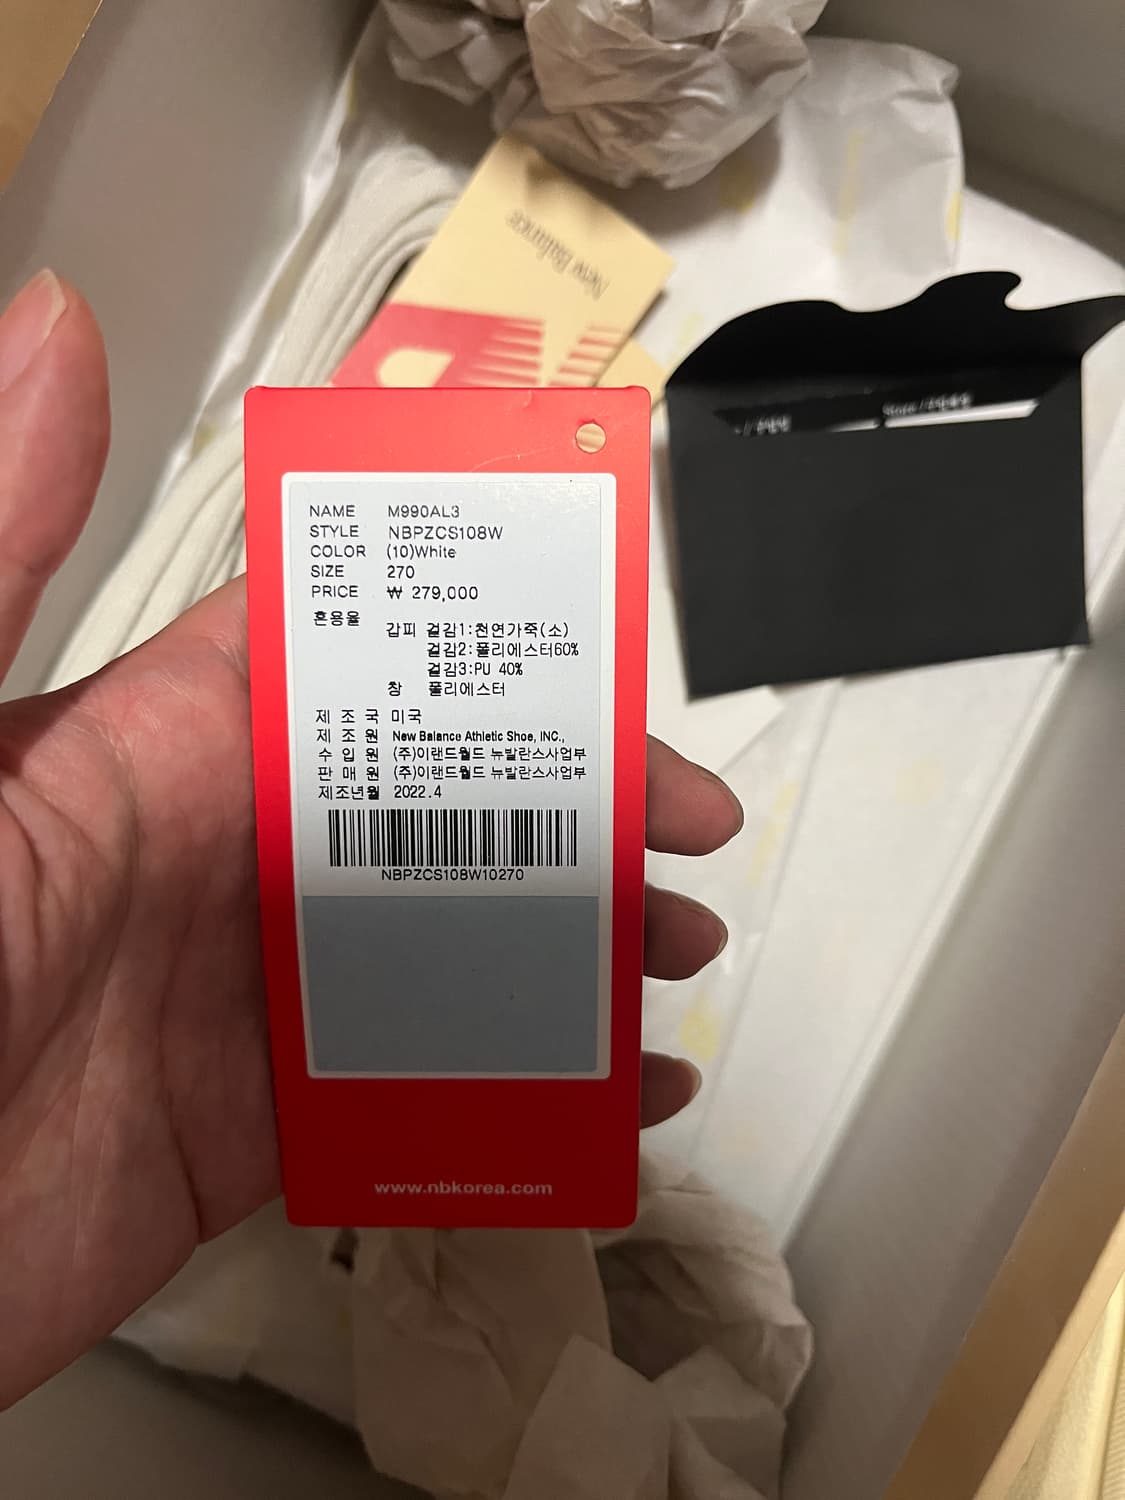 New Balance
NAME M990AL3
STYLE NBPZCS108W
COLOR (10)White
SIZE 270
PRICE ₩ 279,000
혼용율
갑피 겉감1:천연가죽(소)
겉감2:폴리에스터60%
겉감3:PU 40%
창 폴리에스터
제 조 국 미국
제 조 원 New Balance Athletic Shoe, INC.,
수 입 원 (주)이랜드월드 뉴발란스사업부
판 매 원 (주)이랜드월드 뉴발란스사업부
제조년월 2022.4
NBPZCS108W10270
www.nbkorea.com